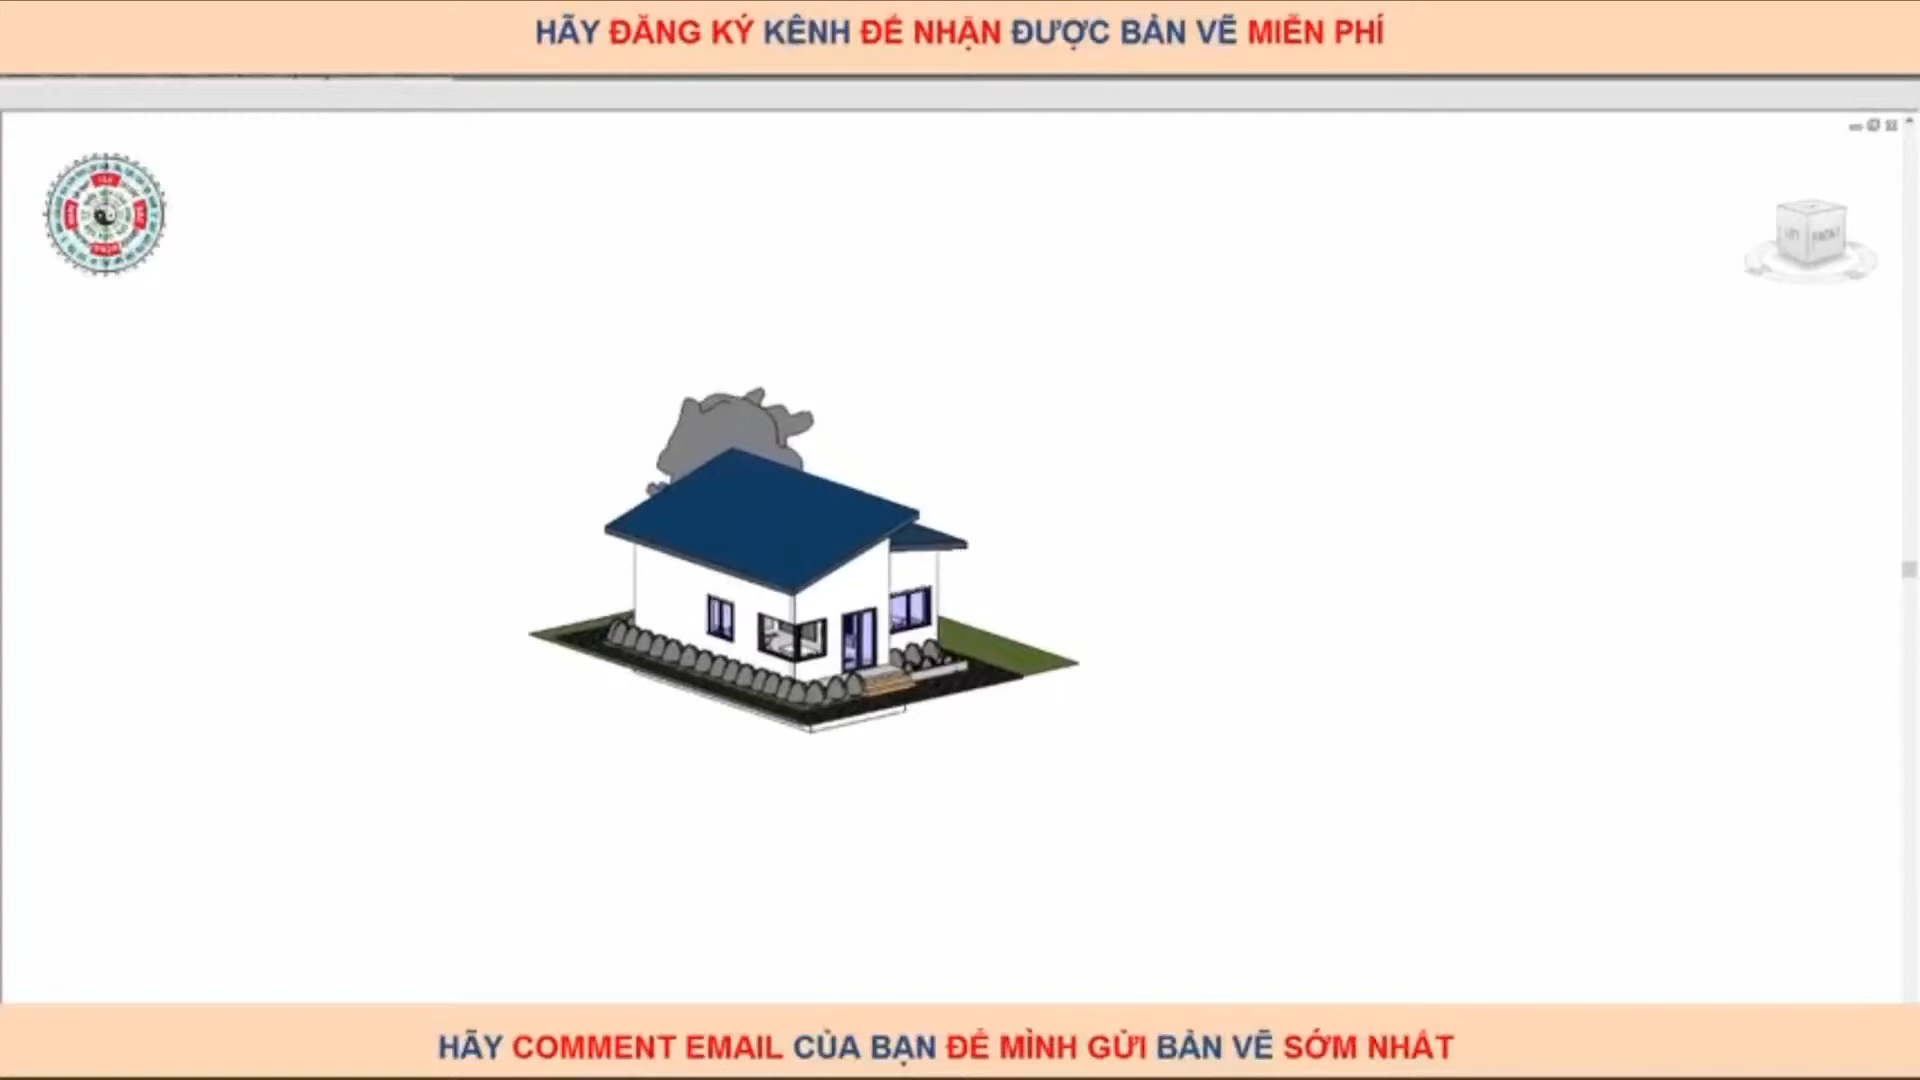 HÃY ĐĂNG KÝ KÊNH ĐỂ NHẬN ĐƯỢC BẢN VẼ MIỄN PHÍ
FRONT
HÃY COMMENT EMAIL CỦA BẠN ĐỂ MÌNH GỬI BẢN VẼ SỚM NHẤT